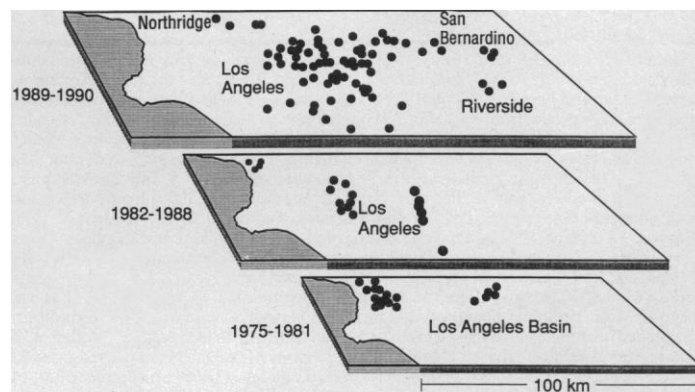 Northridge
San
Bernardino
Los
Angeles
Riverside
1989-1990
1982-1988
Los
Angeles
1975-1981
Los Angeles Basin
100 km